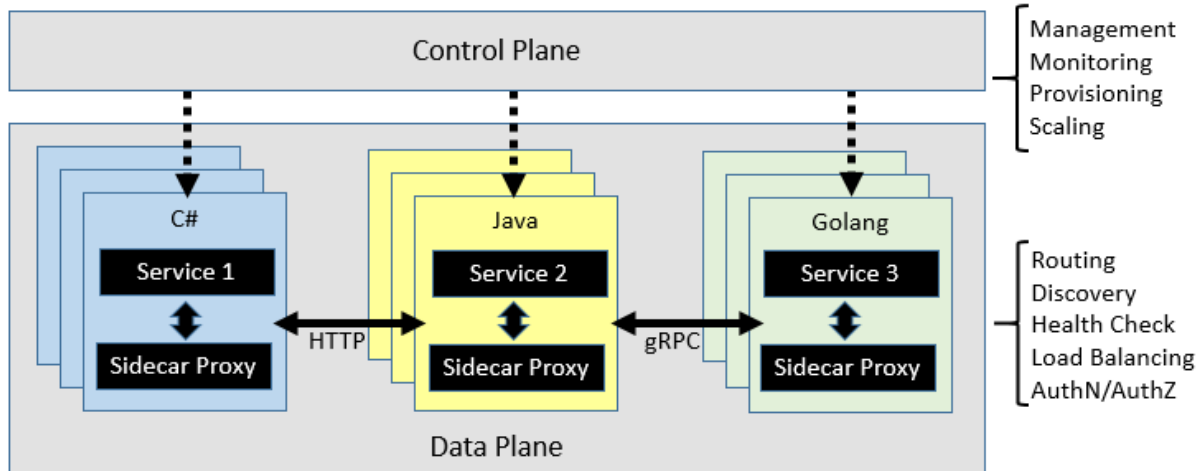 Control Plane
Management
Monitoring
Provisioning
Scaling
C#
Service 1
Sidecar Proxy
HTTP
Java
Service 2
Sidecar Proxy
gRPC
Golang
Service 3
Sidecar Proxy
Routing
Discovery
Health Check
Load Balancing
AuthN/AuthZ
Data Plane